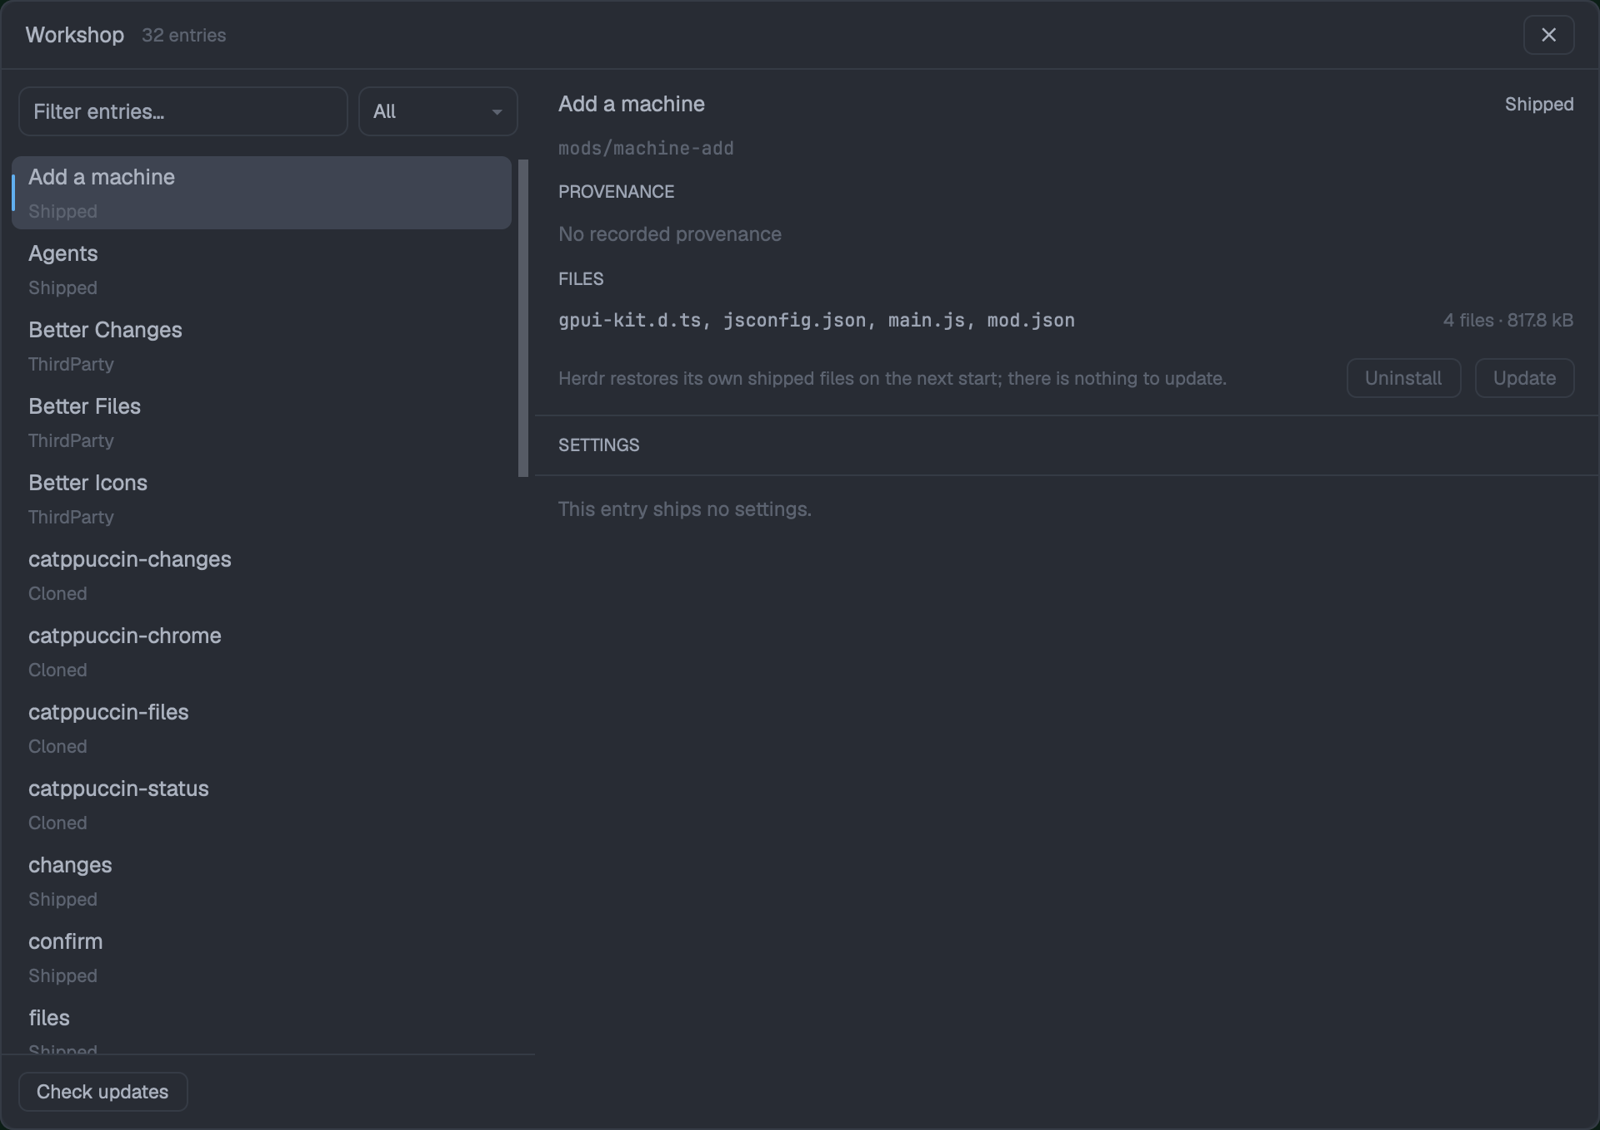 Workshop 32 entries
Filter entries...
All
Add a machine
Shipped
Agents
Shipped
Better Changes
ThirdParty
Better Files
ThirdParty
Better Icons
ThirdParty
catppuccin-changes
Cloned
catppuccin-chrome
Cloned
catppuccin-files
Cloned
catppuccin-status
Cloned
changes
Shipped
confirm
Shipped
files
Shipped
Check updates
Add a machine
Shipped
mods/machine-add
PROVENANCE
No recorded provenance
FILES
gpui-kit.d.ts, jsconfig.json, main.js, mod.json
4 files · 817.8 kB
Herdr restores its own shipped files on the next start; there is nothing to update.
Uninstall
Update
SETTINGS
This entry ships no settings.